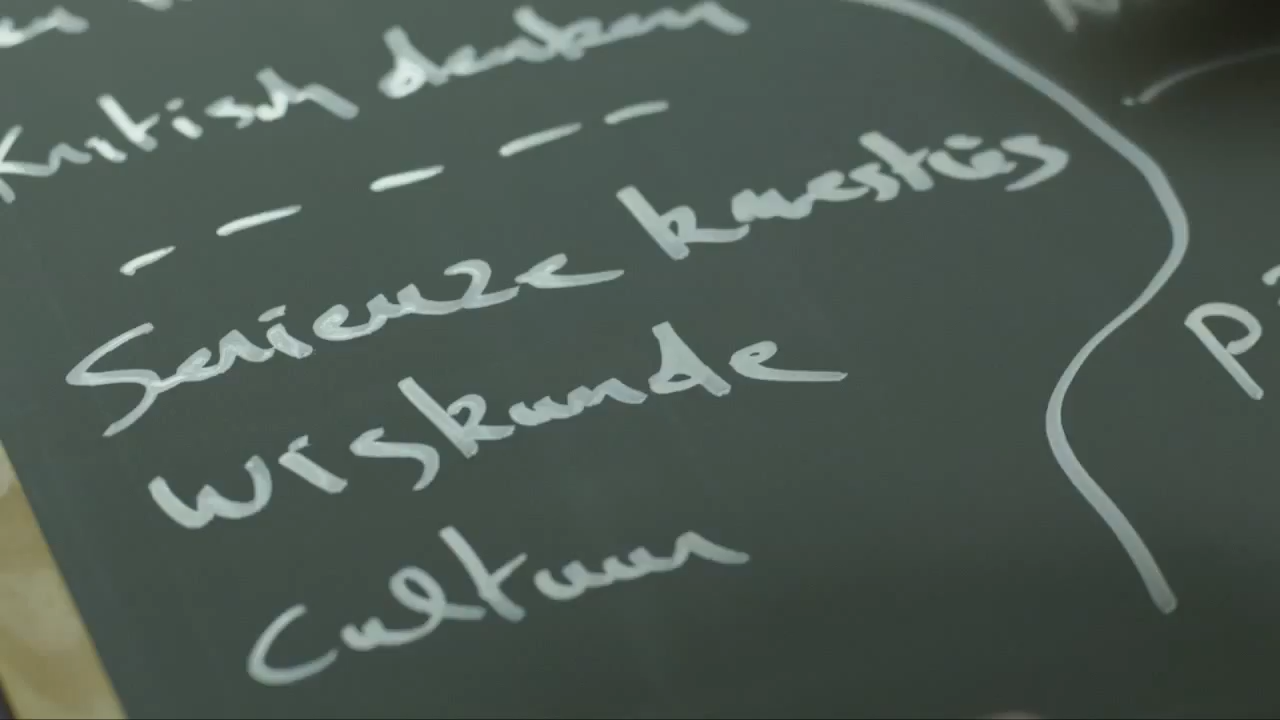 Kritisch denken
Serieuze kwesties
Wiskunde
Cultuur